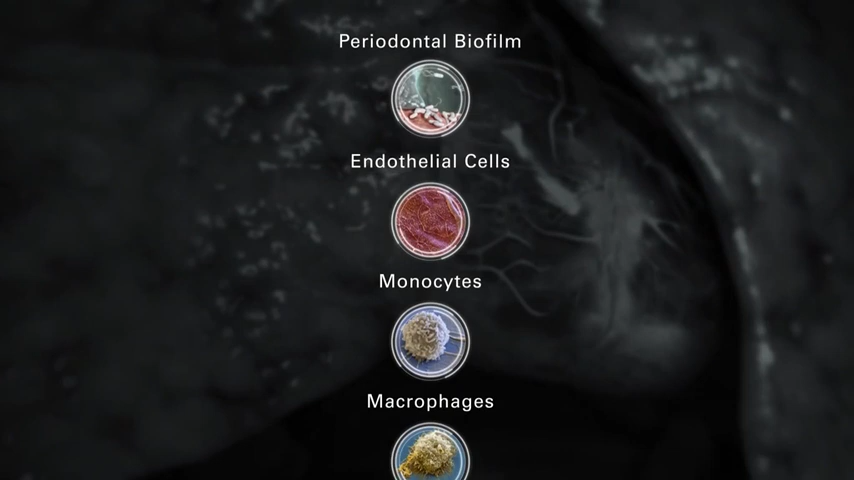 Periodontal Biofilm
Endothelial Cells
Monocytes
Macrophages